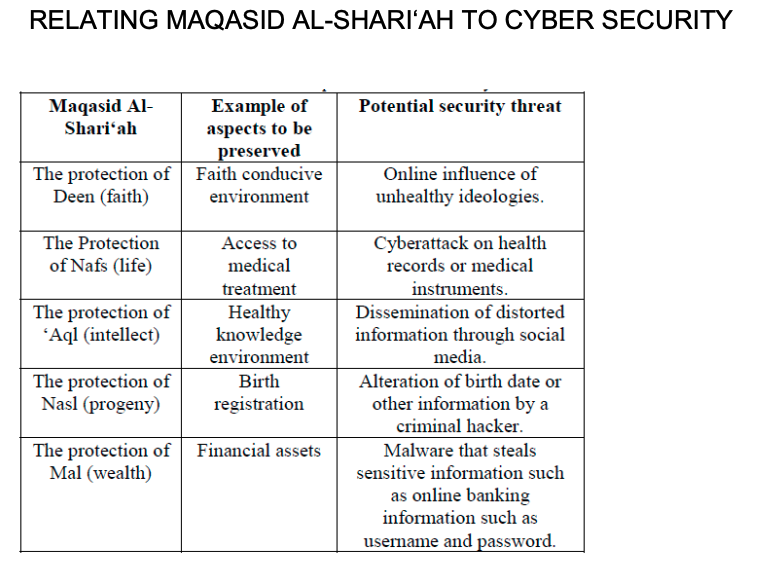 RELATING MAQASID AL-SHARI‘AH TO CYBER SECURITY
Maqasid Al-
Shari‘ah
Example of
aspects to be
preserved
Potential security threat
The protection of
Deen (faith)
Faith conducive
environment
Online influence of
unhealthy ideologies.
The Protection
of Nafs (life)
Access to
medical
treatment
Cyberattack on health
records or medical
instruments.
The protection of
‘Aql (intellect)
Healthy
knowledge
environment
Dissemination of distorted
information through social
media.
The protection of
Nasl (progeny)
Birth
registration
Alteration of birth date or
other information by a
criminal hacker.
The protection of
Mal (wealth)
Financial assets
Malware that steals
sensitive information such
as online banking
information such as
username and password.